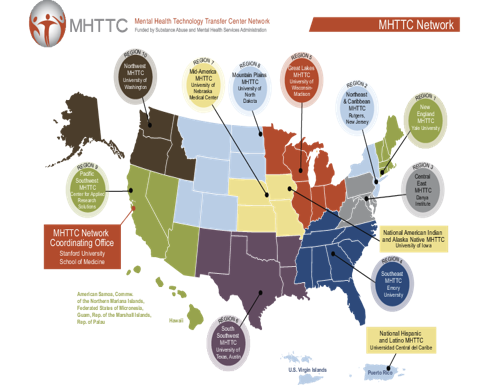 MHTTC
Mental Health Technology Transfer Center Network
Funded by Substance Abuse and Mental Health Services Administration
MHTTC Network
REGION 10
Northwest
MHTTC
University of
Washington
REGION 7
Mid-America
MHTTC
University of
Nebraska
Medical Center
REGION 8
Mountain Plains
MHTTC
University of
North
Dakota
REGION 5
Great Lakes
MHTTC
University of
Wisconsin-
Madison
REGION 2
Northeast
& Caribbean
MHTTC
Rutgers,
New Jersey
REGION 1
New
England
MHTTC
Yale University
REGION 9
Pacific
Southwest
MHTTC
Center for Applied
Research
Solutions
REGION 3
Central
East MHTTC
Danya
Institute
MHTTC Network
Coordinating Office
Stanford University
School of Medicine
National American Indian
and Alaska Native MHTTC
University of Iowa
REGION 4
Southeast
MHTTC
Emory
University
American Samoa, Commw.
of the Northern Mariana Islands,
Federated States of Micronesia,
Guam, Rep. of the Marshall Islands,
Rep. of Palau
Hawaii
REGION 6
South
Southwest
MHTTC
University of
Texas, Austin
National Hispanic
and Latino MHTTC
Universidad Central del Caribe
U.S. Virgin Islands
Puerto Rico